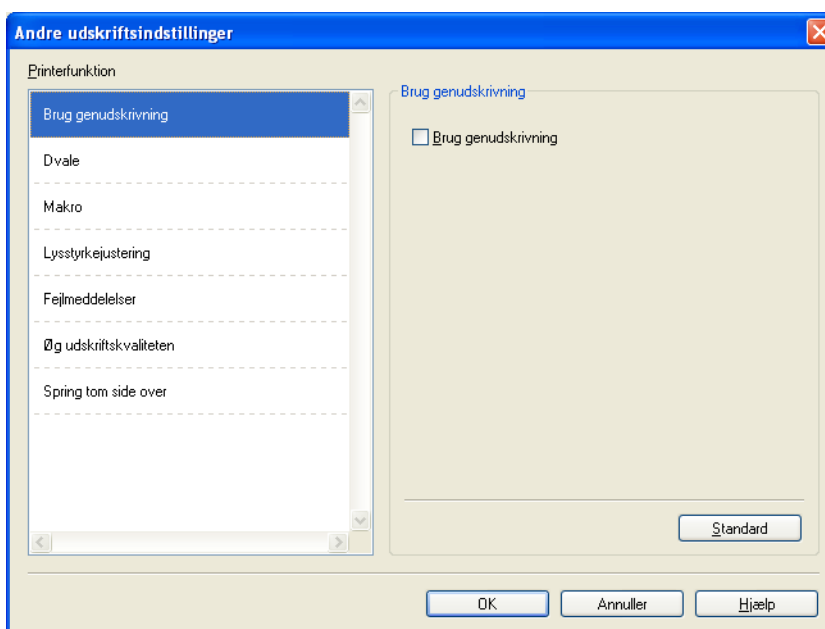 Andre udskriftsindstillinger
Printerfunktion
Brug genudskrivning
Dvale
Makro
Lysstyrkejustering
Fejlmeddelelser
Øg udskriftskvaliteten
Spring tom side over
Brug genudskrivning
Brug genudskrivning
Standard
OK
Annuller
Hjælp